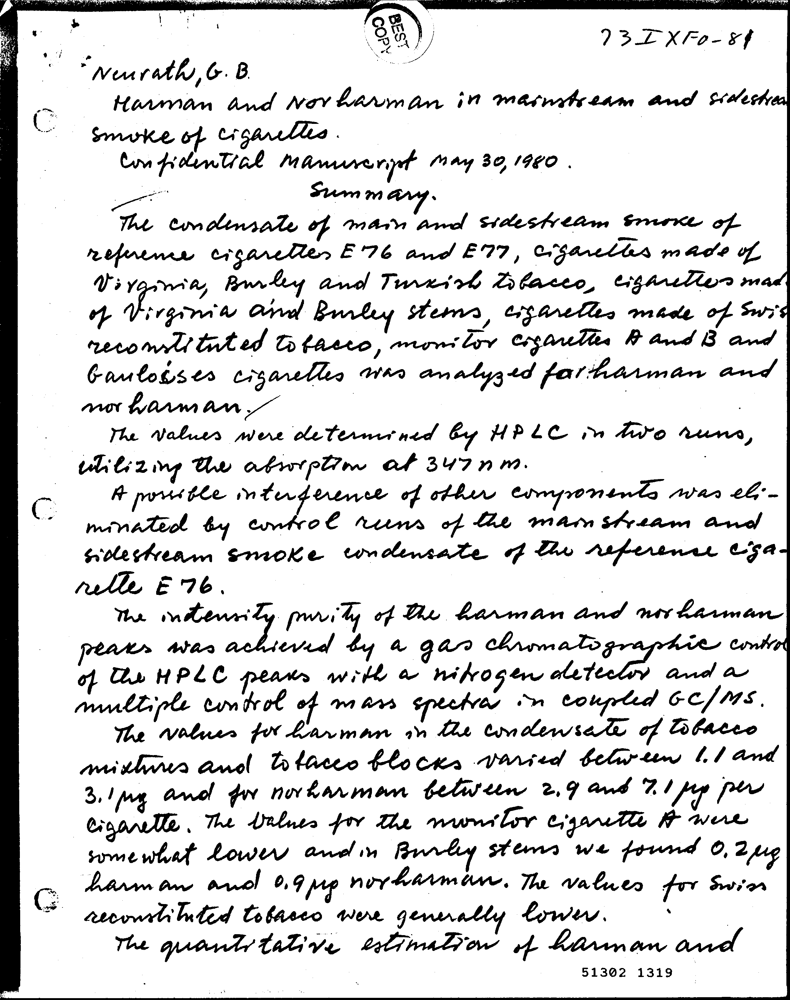 BEST
COPY
73IXFO-81
Neurath, G. B.
Harman and Norharman in mainstream and sidestrea
smoke of cigarettes.
Confidential Manuscript May 30, 1980.
Summary.
The condensate of main and sidestream smoke of
reference cigarettes E76 and E77, cigarettes made of
Virginia, Burley and Turkish tobacco, cigarettes mad
of Virginia and Burley stems, cigarettes made of Swis
reconstituted tobacco, monitor cigarettes A and B and
Gauloises cigarettes was analyzed for harman and
norharman.
The values were determined by HPLC in two runs,
utilizing the absorption at 347 nm.
A possible interference of other components was eli-
minated by control runs of the mainstream and
sidestream smoke condensate of the reference ciga-
rette E 76.
The intensity purity of the harman and norharman
peaks was achieved by a gas chromatographic control
of the HPLC peaks with a nitrogen detector and a
multiple control of mass spectra in coupled GC/MS.
The values for harman in the condensate of tobacco
mixtures and tobacco blocks varied between 1.1 and
3.1 µg and for norharman between 2.9 and 7.1 µg per
cigarette. The values for the monitor cigarette A were
somewhat lower and in Burley stems we found 0.2 µg
harman and 0.9 µg norharman. The values for Swiss
reconstituted tobacco were generally lower.
The quantitative estimation of harman and
51302 1319